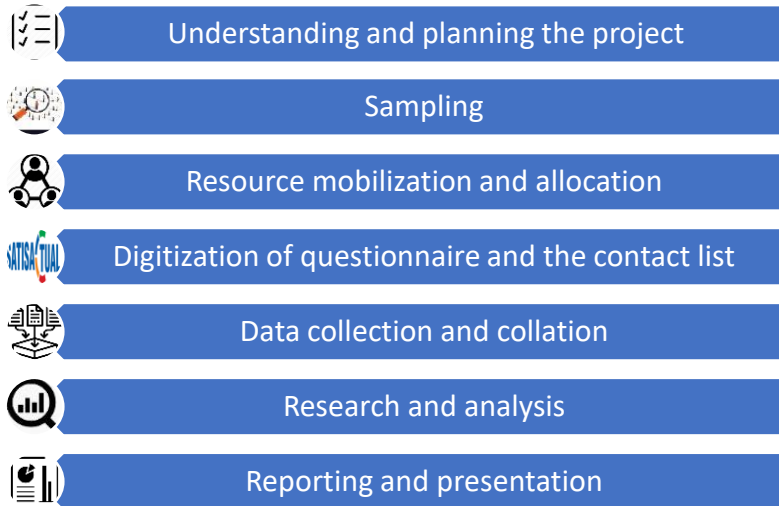 Understanding and planning the project
Sampling
Resource mobilization and allocation
SATISACTUAL
Digitization of questionnaire and the contact list
Data collection and collation
Research and analysis
Reporting and presentation